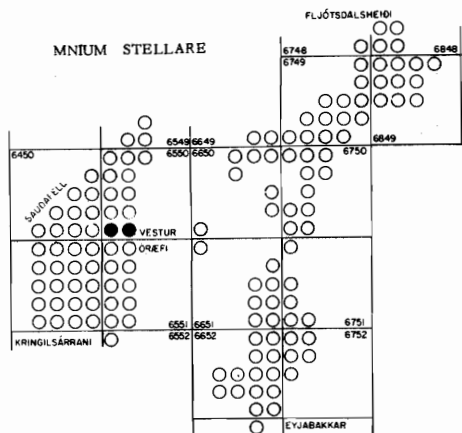 FLJÓTSDALSHEIÐI
MNIUM STELLARE
6748 6848
6749
6549 6649 6849
6450 6550 6650 6750
SAUÐAFELL
VESTUR
ÖRÆFI
6551 6651 6751
KRINGILSÁRRANI 6552 6652 6752
EYJABAKKAR